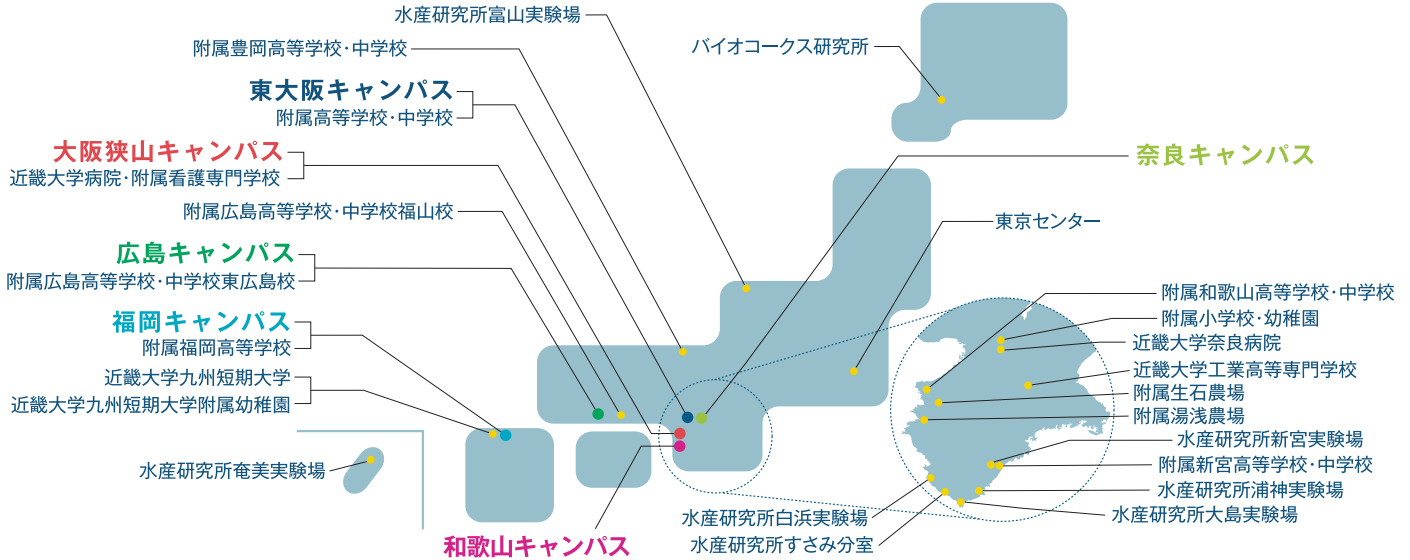 水産研究所富山実験場
附属豊岡高等学校・中学校
東大阪キャンパス
附属高等学校・中学校
大阪狭山キャンパス
近畿大学病院・附属看護専門学校
附属広島高等学校・中学校福山校
広島キャンパス
附属広島高等学校・中学校東広島校
福岡キャンパス
附属福岡高等学校
近畿大学九州短期大学
近畿大学九州短期大学附属幼稚園
水産研究所奄美実験場
和歌山キャンパス
バイオコークス研究所
奈良キャンパス
東京センター
附属和歌山高等学校・中学校
附属小学校・幼稚園
近畿大学奈良病院
近畿大学工業高等専門学校
附属生石農場
附属湯浅農場
水産研究所新宮実験場
附属新宮高等学校・中学校
水産研究所浦神実験場
水産研究所大島実験場
水産研究所白浜実験場
水産研究所すさみ分室